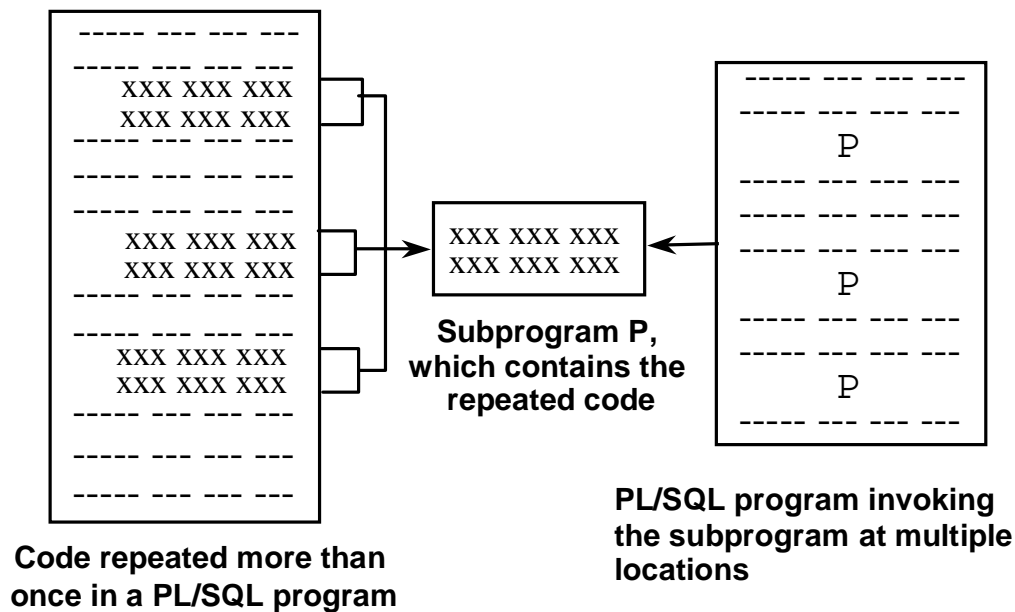 ----- --- --- ---
----- --- --- ---
xxx xxx xxx
xxx xxx xxx
----- --- --- ---
----- --- --- ---
----- --- --- ---
xxx xxx xxx
xxx xxx xxx
----- --- --- ---
----- --- --- ---
xxx xxx xxx
xxx xxx xxx
----- --- --- ---
----- --- --- ---
----- --- --- ---
Code repeated more than
once in a PL/SQL program
xxx xxx xxx
xxx xxx xxx
Subprogram P,
which contains the
repeated code
----- --- --- ---
----- --- --- ---
P
----- --- --- ---
----- --- --- ---
----- --- --- ---
P
----- --- --- ---
----- --- --- ---
P
----- --- --- ---
PL/SQL program invoking
the subprogram at multiple
locations